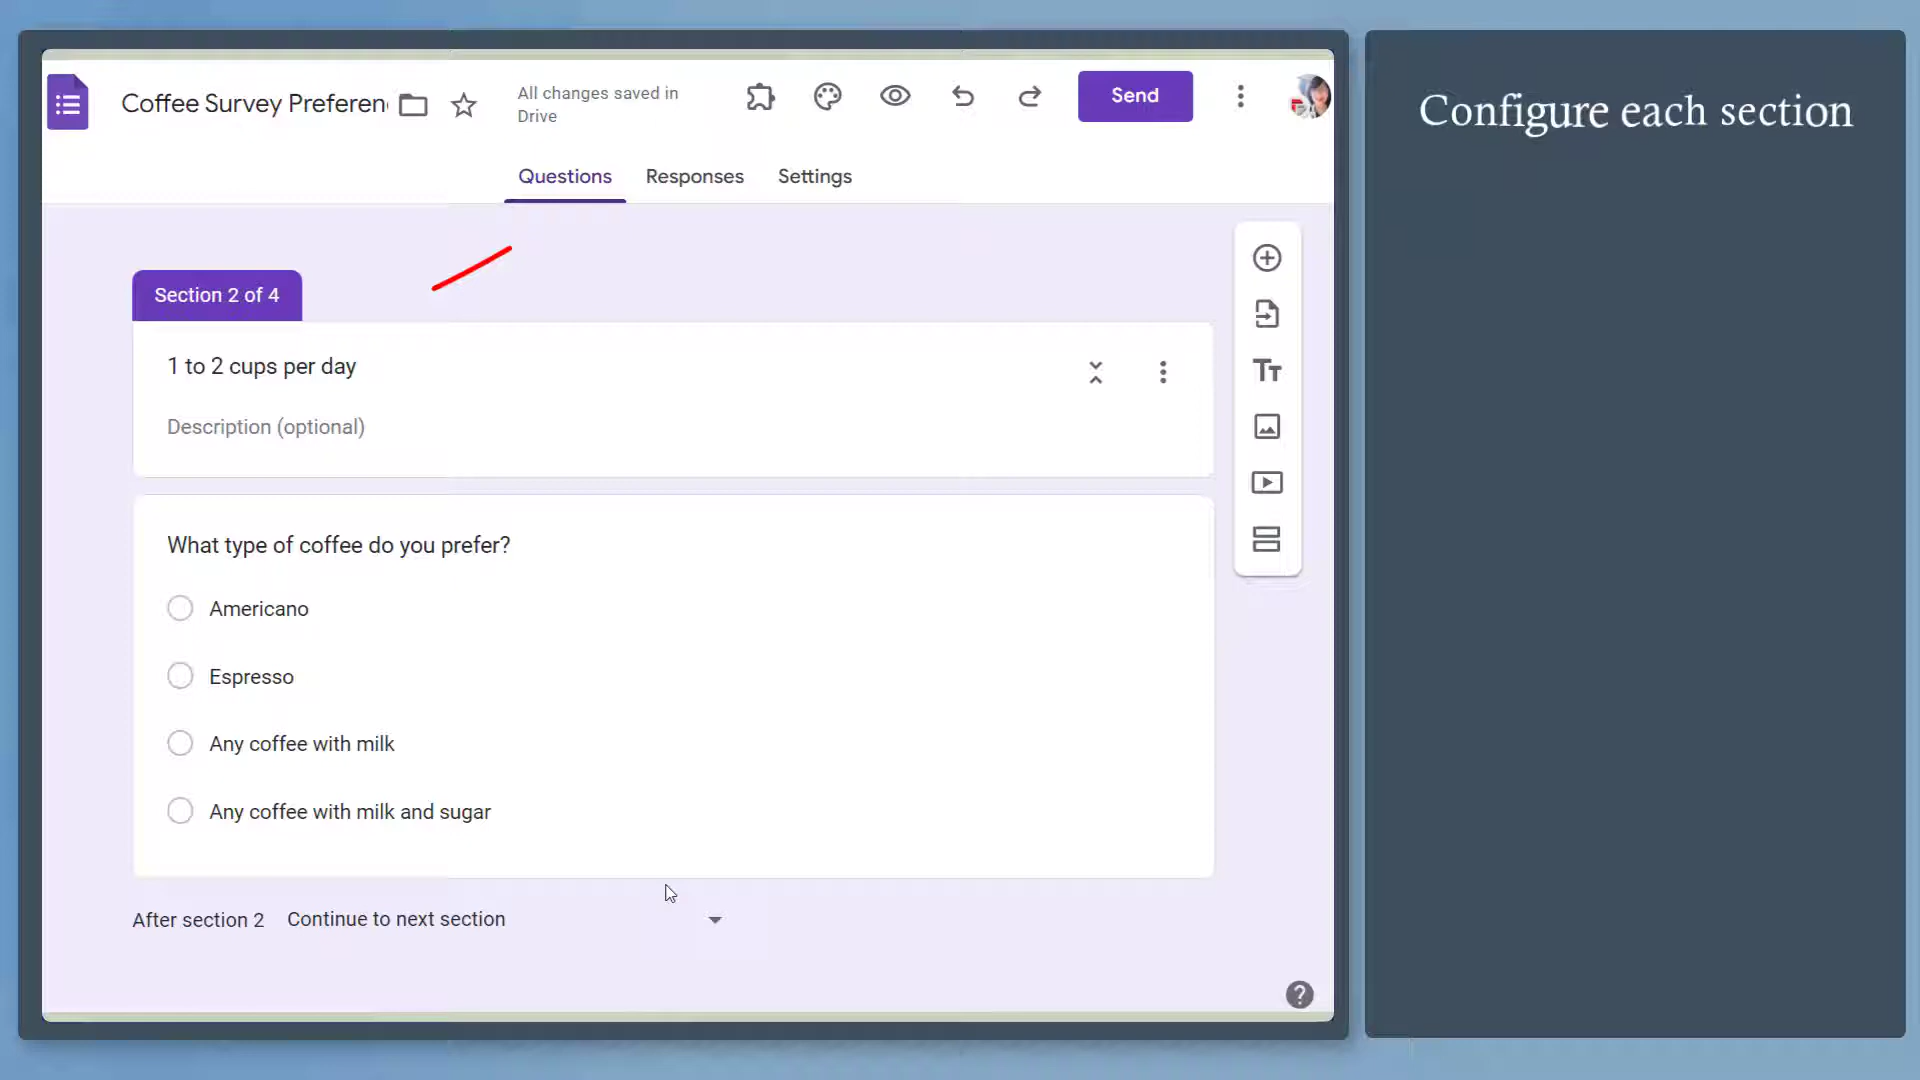 Configure each section
Coffee Survey Preferen
All changes saved in
Drive
Send
Questions
Responses
Settings
Section 2 of 4
1 to 2 cups per day
Description (optional)
What type of coffee do you prefer?
Americano
Espresso
Any coffee with milk
Any coffee with milk and sugar
After section 2
Continue to next section